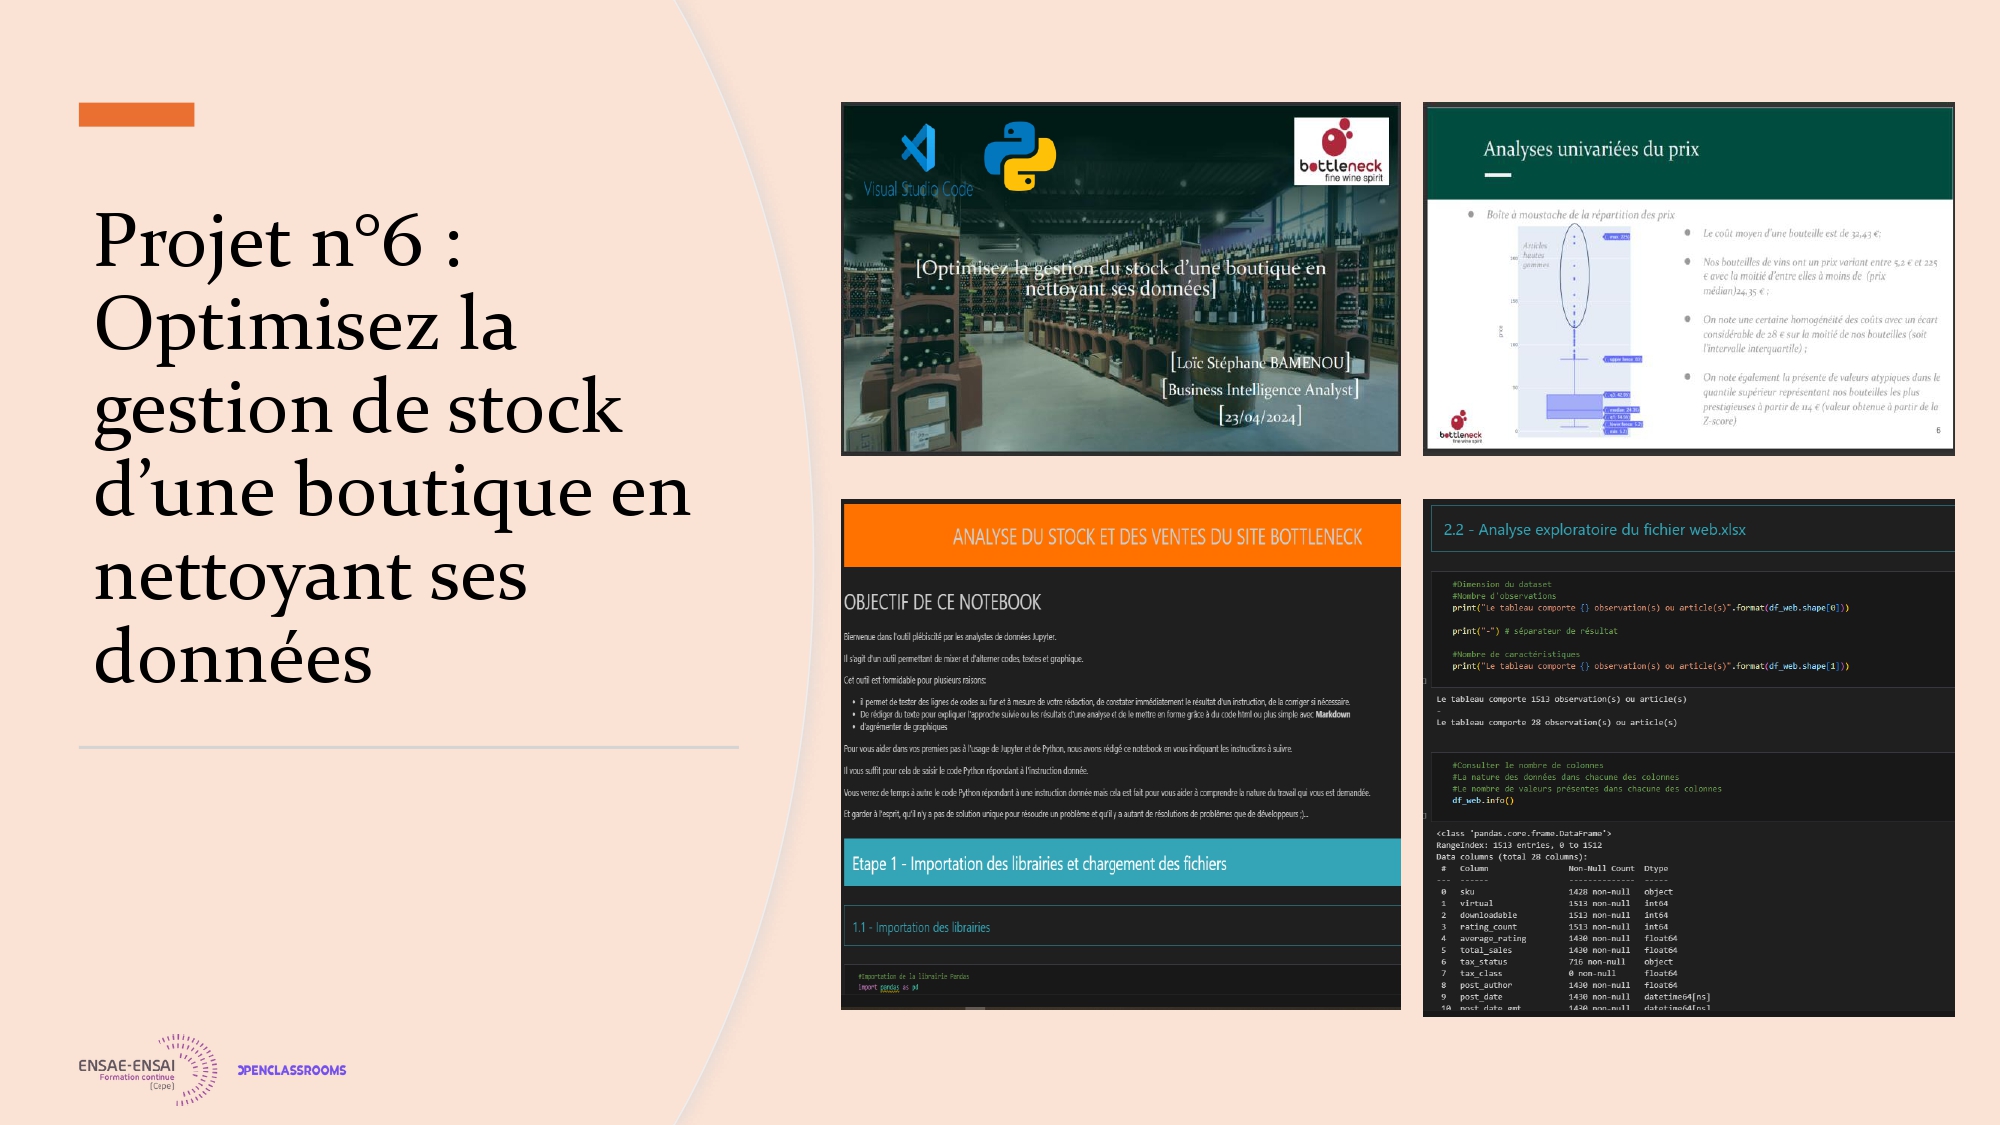 Projet n°6 :
Optimisez la
gestion de stock
d’une boutique en
nettoyant ses
données
ENSAE-ENSAI
Formation continue
[Cepe]
OPENCLASSROOMS
Visual Studio Code
bottleneck
fine wine spirit
[Optimisez la gestion du stock d’une boutique en
nettoyant ses données]
[Loïc Stéphane BAMENOU]
[Business Intelligence Analyst]
[23/04/2024]
Analyses univariées du prix
Boîte à moustache de la répartition des prix
Articles
hautes
gammes
price
Le coût moyen d’une bouteille est de 32,43 €;
Nos bouteilles de vins ont un prix variant entre 5,2 € et 225
€ avec la moitié d’entre elles à moins de (prix
médian)24,35 € ;
On note une certaine homogénéité des coûts avec un écart
considérable de 28 € sur la moitié de nos bouteilles (soit
l’intervalle interquartile) ;
On note également la présente de valeurs atypiques dans le
quantile supérieur représentant nos bouteilles les plus
prestigieuses à partir de 114 € (valeur obtenue à partir de la
Z-score)
bottleneck
fine wine spirit
6
ANALYSE DU STOCK ET DES VENTES DU SITE BOTTLENECK
OBJECTIF DE CE NOTEBOOK
Bienvenue dans l'outil plébiscité par les analystes de données Jupyter.
Il s'agit d'un outil permettant de mixer et d'alterner codes, textes et graphique.
Cet outil est formidable pour plusieurs raisons:
• il permet de tester des lignes de codes au fur et à mesure de votre rédaction, de constater immédiatement le résultat d'un instruction, de la corriger si nécessaire.
• De rédiger du texte pour expliquer l'approche suivie ou les résultats d'une analyse et de le mettre en forme grâce à du code html ou plus simple avec Markdown
• d'agrémenter de graphiques
Pour vous aider dans vos premiers pas à l'usage de Jupyter et de Python, nous avons rédigé ce notebook en vous indiquant les instructions à suivre.
Il vous suffit pour cela de saisir le code Python répondant à l'instruction donnée.
Vous verrez de temps à autre le code Python répondant à une instruction donnée mais cela est fait pour vous aider à comprendre la nature du travail qui vous est demandée.
Et garder à l'esprit, qu'il n'y a pas de solution unique pour résoudre un problème et qu'il y a autant de résolutions de problèmes que de développeurs ;)...
Etape 1 - Importation des librairies et chargement des fichiers
1.1 - Importation des librairies
#Importation de la librairie Pandas
import pandas as pd
2.2 - Analyse exploratoire du fichier web.xlsx
#Dimension du dataset
#Nombre d'observations
print("Le tableau comporte {} observation(s) ou article(s)".format(df_web.shape[0]))
print("-") # séparateur de résultat
#Nombre de caractéristiques
print("Le tableau comporte {} observation(s) ou article(s)".format(df_web.shape[1]))
Le tableau comporte 1513 observation(s) ou article(s)
-
Le tableau comporte 28 observation(s) ou article(s)
#Consulter le nombre de colonnes
#La nature des données dans chacune des colonnes
#Le nombre de valeurs présentes dans chacune des colonnes
df_web.info()
<class 'pandas.core.frame.DataFrame'>
RangeIndex: 1513 entries, 0 to 1512
Data columns (total 28 columns):
# Column Non-Null Count Dtype
--- ------ -------------- -----
0 sku 1428 non-null object
1 virtual 1513 non-null int64
2 downloadable 1513 non-null int64
3 rating_count 1513 non-null int64
4 average_rating 1430 non-null float64
5 total_sales 1430 non-null float64
6 tax_status 716 non-null object
7 tax_class 0 non-null float64
8 post_author 1430 non-null float64
9 post_date 1430 non-null datetime64[ns]
10 post_date_gmt 1430 non-null datetime64[ns]